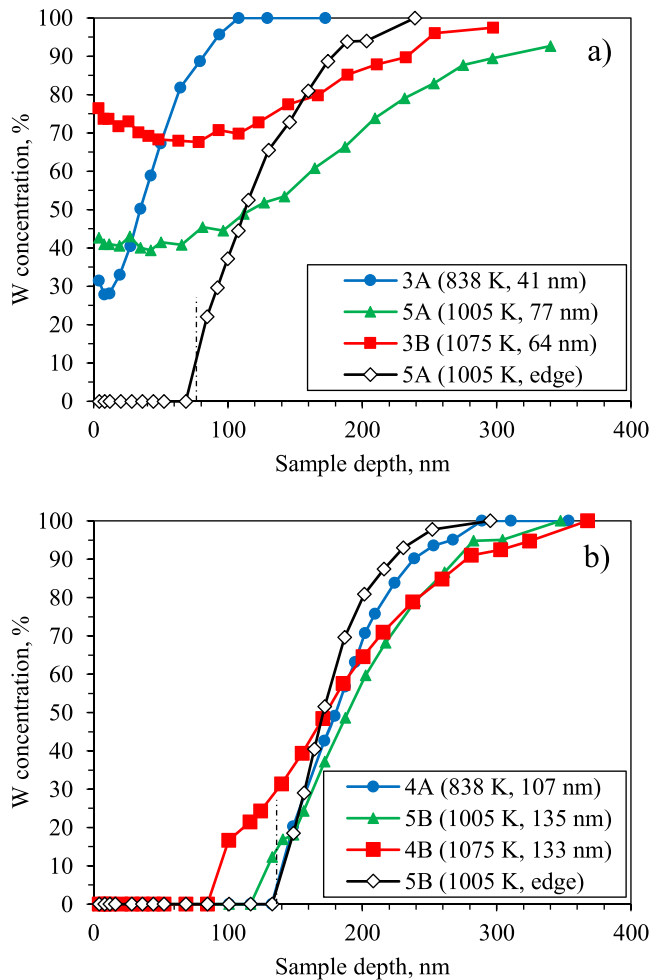 a)
W concentration, %
100
90
80
70
60
50
40
30
20
10
0
3A (838 K, 41 nm)
5A (1005 K, 77 nm)
3B (1075 K, 64 nm)
5A (1005 K, edge)
0 100 200 300 400
Sample depth, nm
b)
W concentration, %
100
90
80
70
60
50
40
30
20
10
0
4A (838 K, 107 nm)
5B (1005 K, 135 nm)
4B (1075 K, 133 nm)
5B (1005 K, edge)
0 100 200 300 400
Sample depth, nm